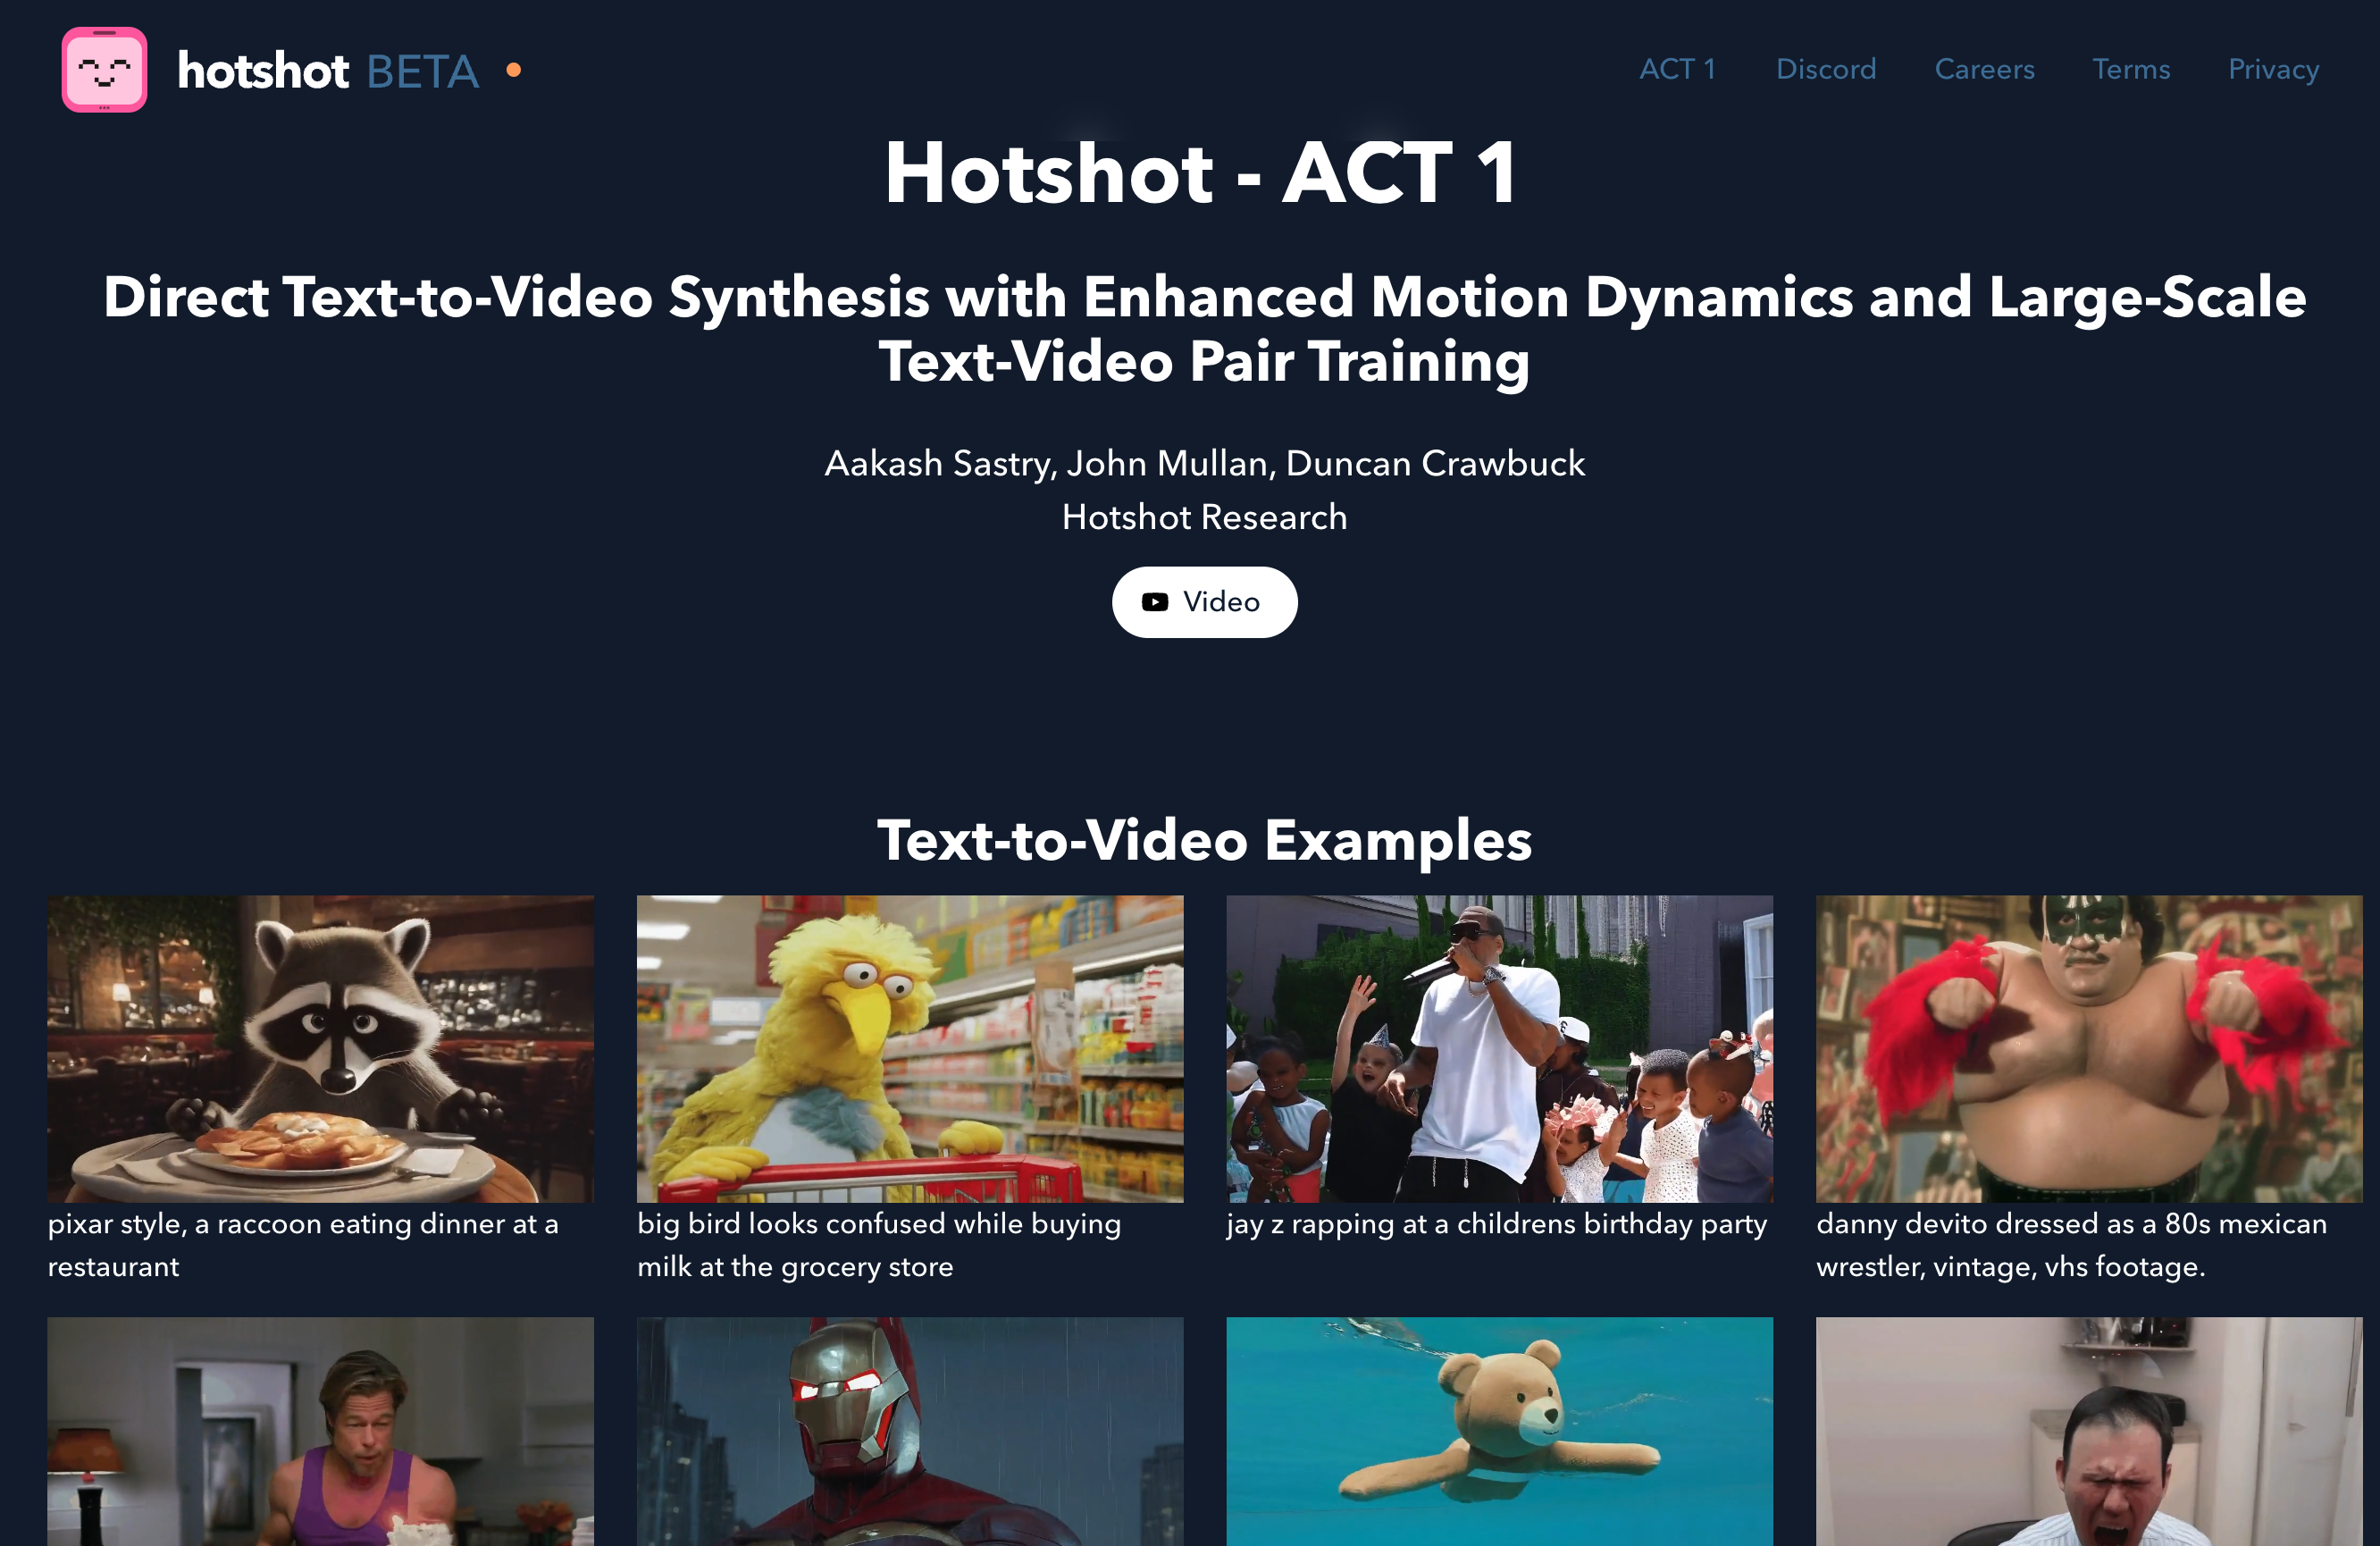 hotshot BETA
ACT 1
Discord
Careers
Terms
Privacy
Hotshot - ACT 1
Direct Text-to-Video Synthesis with Enhanced Motion Dynamics and Large-Scale
Text-Video Pair Training
Aakash Sastry, John Mullan, Duncan Crawbuck
Hotshot Research
Video
Text-to-Video Examples
pixar style, a raccoon eating dinner at a
restaurant
big bird looks confused while buying
milk at the grocery store
jay z rapping at a childrens birthday party
danny devito dressed as a 80s mexican
wrestler, vintage, vhs footage.